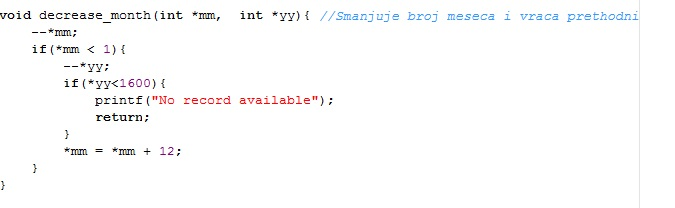 void decrease_month(int *mm,  int *yy){ //Smanjuje broj meseca i vraca prethodni
    --*mm;
    if(*mm < 1){
        --*yy;
        if(*yy<1600){
            printf("No record available");
            return;
        }
        *mm = *mm + 12;
    }
}